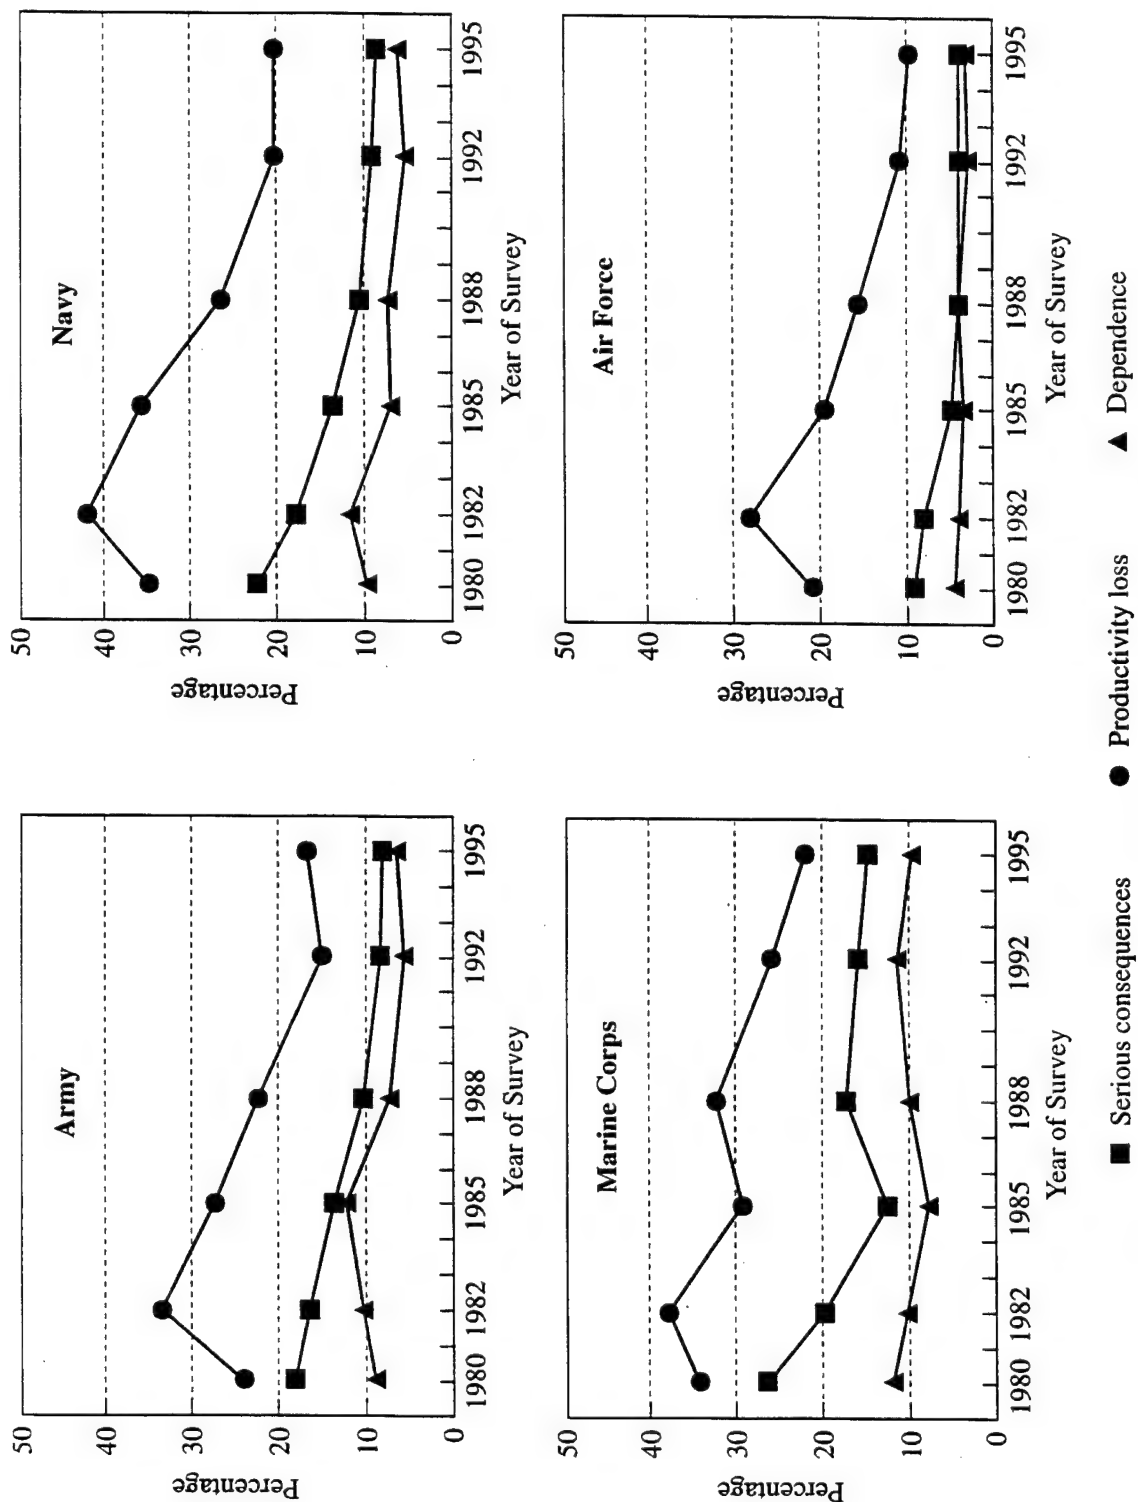 Army
Percentage
50
40
30
20
10
0
1980 1982 1985 1988 1992 1995
Year of Survey
Navy
Percentage
50
40
30
20
10
0
1980 1982 1985 1988 1992 1995
Year of Survey
Marine Corps
Percentage
50
40
30
20
10
0
1980 1982 1985 1988 1992 1995
Year of Survey
Air Force
Percentage
50
40
30
20
10
0
1980 1982 1985 1988 1992 1995
Year of Survey
Serious consequences Productivity loss Dependence